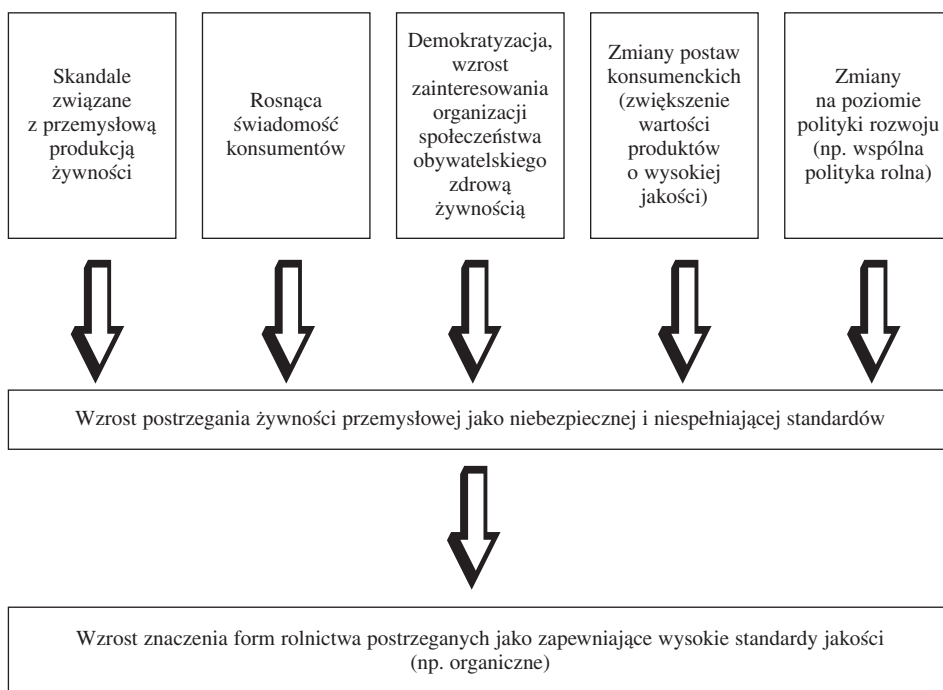 Skandale
związane
z przemysłową
produkcją
żywności
Rosnąca
świadomość
konsumentów
Demokratyzacja,
wzrost
zainteresowania
organizacji
społeczeństwa
obywatelskiego
zdrową
żywnością
Zmiany postaw
konsumenckich
(zwiększenie
wartości
produktów
o wysokiej
jakości)
Zmiany
na poziomie
polityki rozwoju
(np. wspólna
polityka rolna)
Wzrost postrzegania żywności przemysłowej jako niebezpiecznej i niespełniającej standardów
Wzrost znaczenia form rolnictwa postrzeganych jako zapewniające wysokie standardy jakości
(np. organiczne)